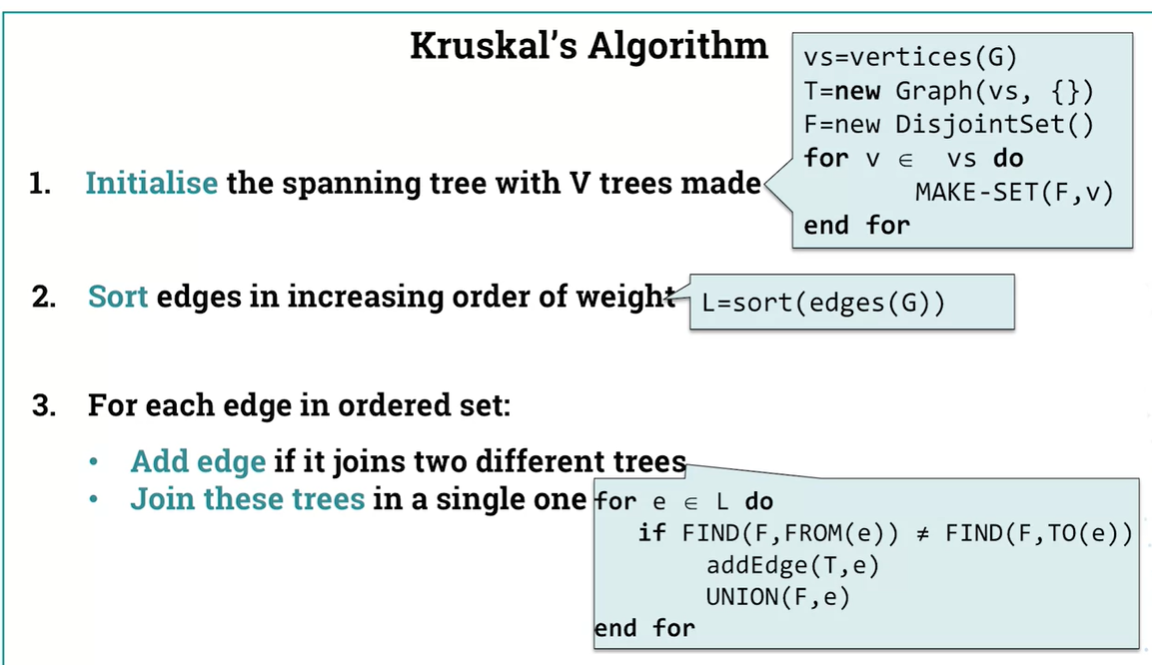 Kruskal's Algorithm
vs=vertices(G)
T=new Graph(vs, {})
F=new DisjointSet()
for v ∈ vs do
MAKE-SET(F,v)
end for
1. Initialise the spanning tree with V trees made
2. Sort edges in increasing order of weight
L=sort(edges(G))
3. For each edge in ordered set:
• Add edge if it joins two different trees
• Join these trees in a single one
for e ∈ L do
if FIND(F,FROM(e)) ≠ FIND(F,TO(e))
addEdge(T,e)
UNION(F,e)
end for